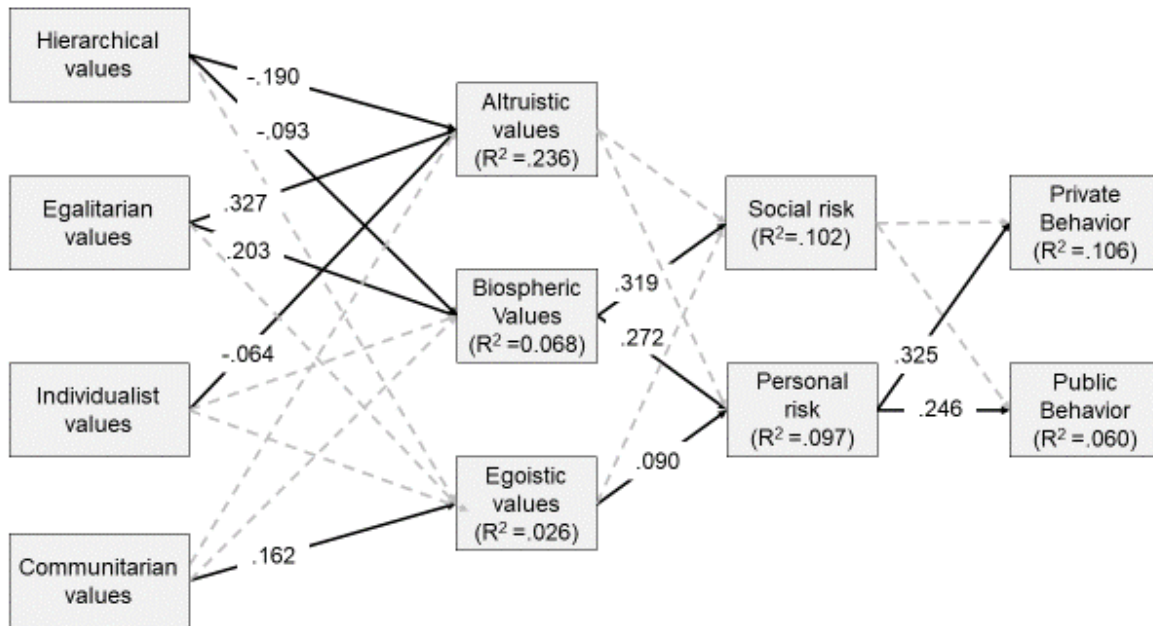 Hierarchical
values
-.190
-.093
Egalitarian
values
.327
.203
Individualist
values
-.064
Communitarian
values
.162
Altruistic
values
(R² =.236)
Biospheric
Values
(R² =0.068)
Egoistic
values
(R² =.026)
.319
.272
.090
Social risk
(R²=.102)
Personal
risk
(R² =.097)
.325
.246
Private
Behavior
(R² =.106)
Public
Behavior
(R² =.060)